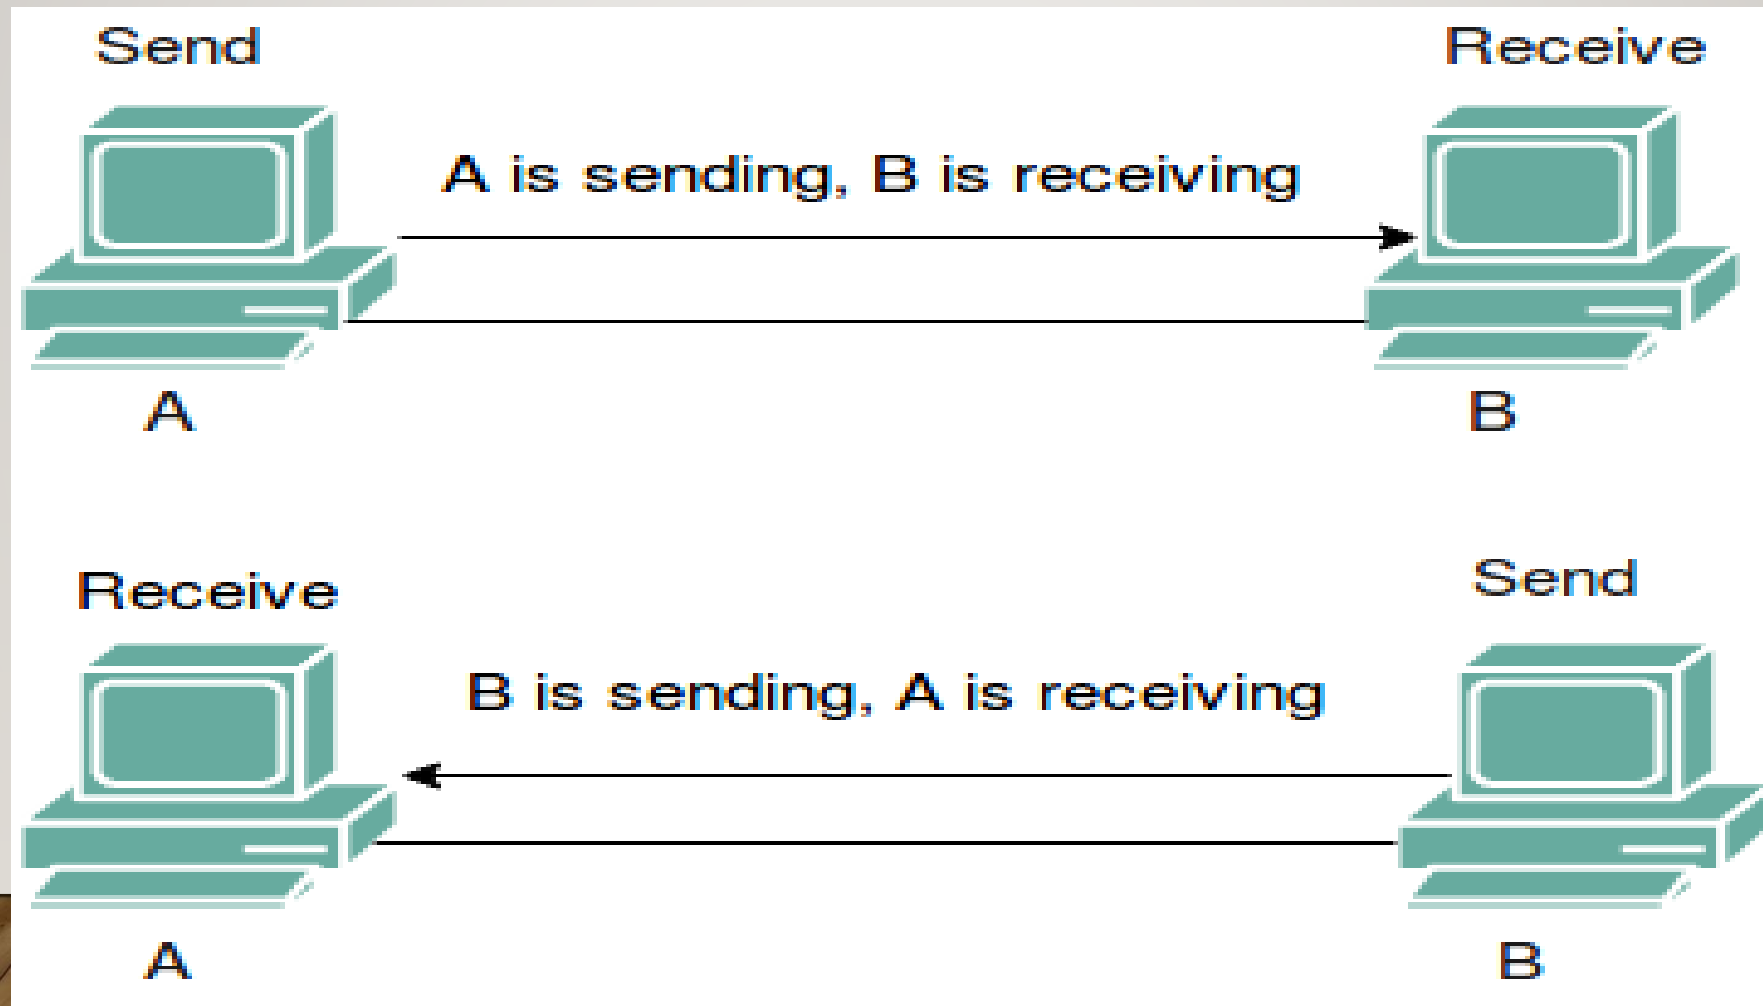 Send
Receive
A is sending, B is receiving
A
B
Receive
Send
B is sending, A is receiving
A
B